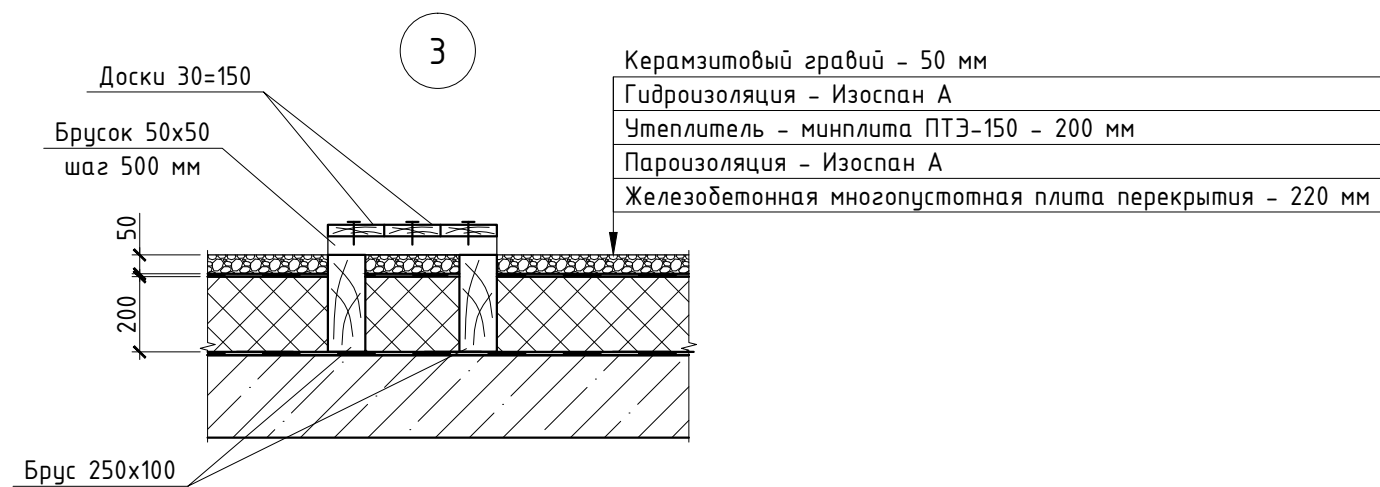 3
Доски 30=150
Брусок 50х50
шаг 500 мм
Керамзитовый гравий - 50 мм
Гидроизоляция - Изоспан А
Утеплитель - минплита ПТЭ-150 - 200 мм
Пароизоляция - Изоспан А
Железобетонная многопустотная плита перекрытия - 220 мм
50
200
Брус 250х100